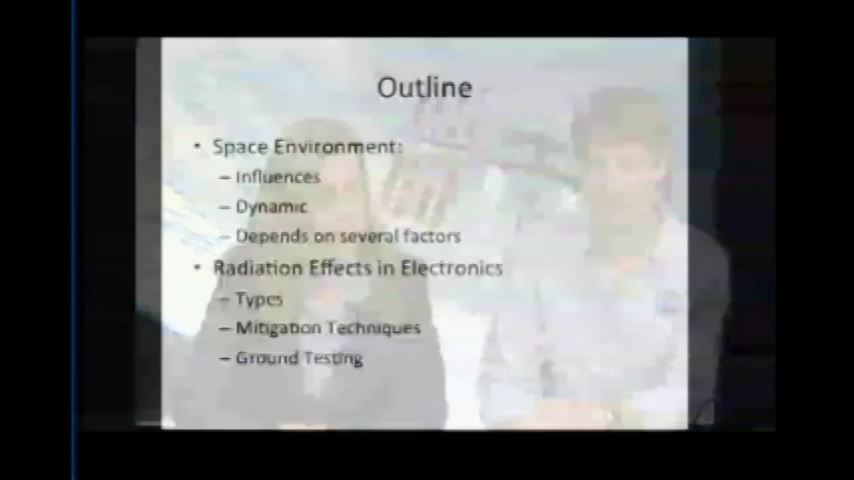 Outline
• Space Environment:
– Influences
– Dynamic
– Depends on several factors
• Radiation Effects in Electronics
– Types
– Mitigation Techniques
– Ground Testing